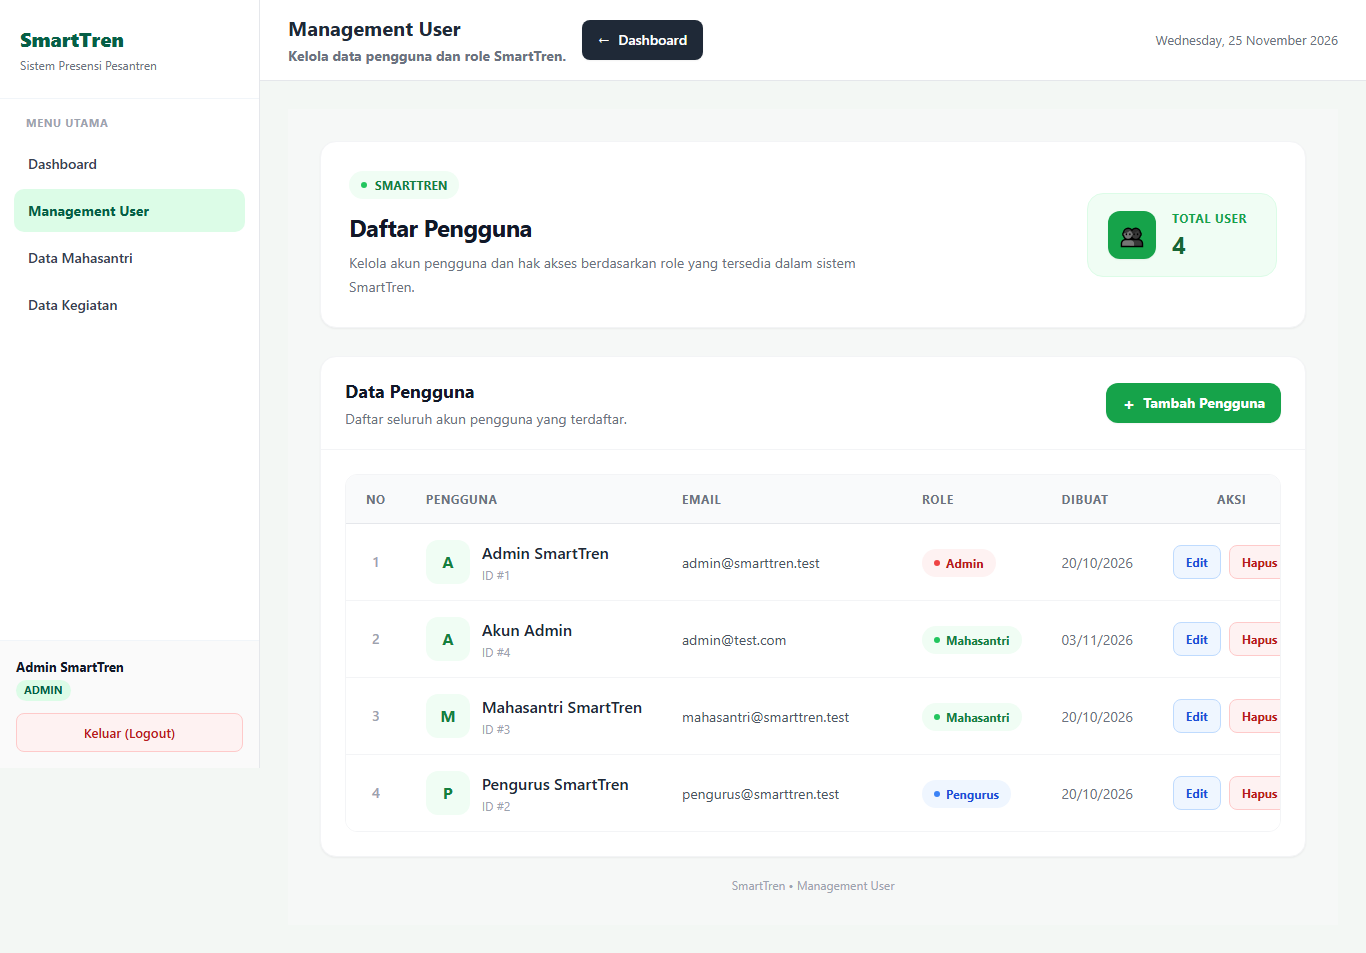 SmartTren
Sistem Presensi Pesantren
MENU UTAMA
Dashboard
Management User
Data Mahasantri
Data Kegiatan
Admin SmartTren
ADMIN
Keluar (Logout)
Management User
Kelola data pengguna dan role SmartTren.
← Dashboard
Wednesday, 25 November 2026
SMARTTREN
Daftar Pengguna
Kelola akun pengguna dan hak akses berdasarkan role yang tersedia dalam sistem
SmartTren.
TOTAL USER
4
Data Pengguna
Daftar seluruh akun pengguna yang terdaftar.
+ Tambah Pengguna
NO PENGGUNA EMAIL ROLE DIBUAT AKSI
1 A Admin SmartTren admin@smarttren.test Admin 20/10/2026 Edit Hapus
ID #1
2 A Akun Admin admin@test.com Mahasantri 03/11/2026 Edit Hapus
ID #4
3 M Mahasantri SmartTren mahasantri@smarttren.test Mahasantri 20/10/2026 Edit Hapus
ID #3
4 P Pengurus SmartTren pengurus@smarttren.test Pengurus 20/10/2026 Edit Hapus
ID #2
SmartTren • Management User